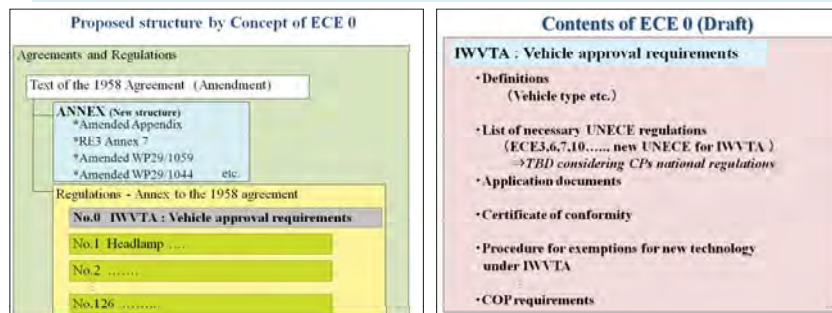 Proposed structure by Concept of ECE 0
Agreements and Regulations
Text of the 1958 Agreement (Amendment)
ANNEX (New structure)
*Amended Appendix
*RE3 Annex 7
*Amended WP29/1059
*Amended WP29/1044 etc.
Regulations - Annex to the 1958 agreement
No.0 IWVTA : Vehicle approval requirements
No.1 Headlamp ....
No.2 .......
No.126 .........
Contents of ECE 0 (Draft)
IWVTA : Vehicle approval requirements
・Definitions
(Vehicle type etc.)
・List of necessary UNECE regulations
(ECE3,6,7,10......, new UNECE for IWVTA )
⇒TBD considering CPs national regulations
・Application documents
・Certificate of conformity
・Procedure for exemptions for new technology
under IWVTA
・COP requirements